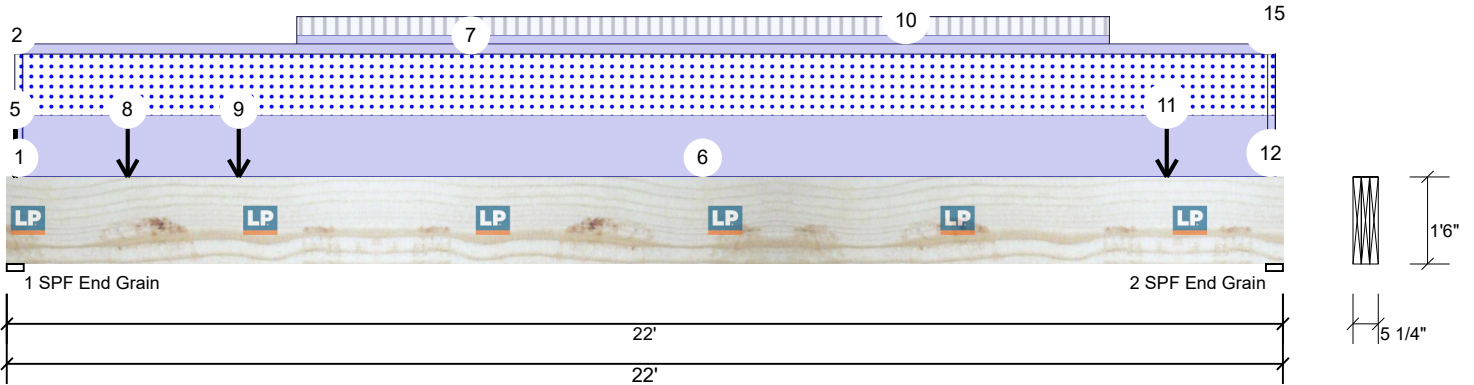 15
10
2
7
5 8 9 11
1 6 12
LP LP LP LP LP LP
1'6"
1 SPF End Grain 2 SPF End Grain
22' 5 1/4"
22'